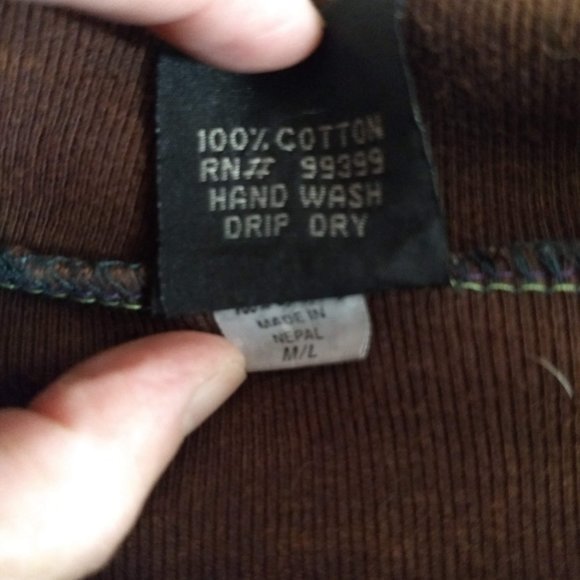 100% COTTON
RN# 99399
HAND WASH
DRIP DRY
MADE IN
NEPAL
M/L